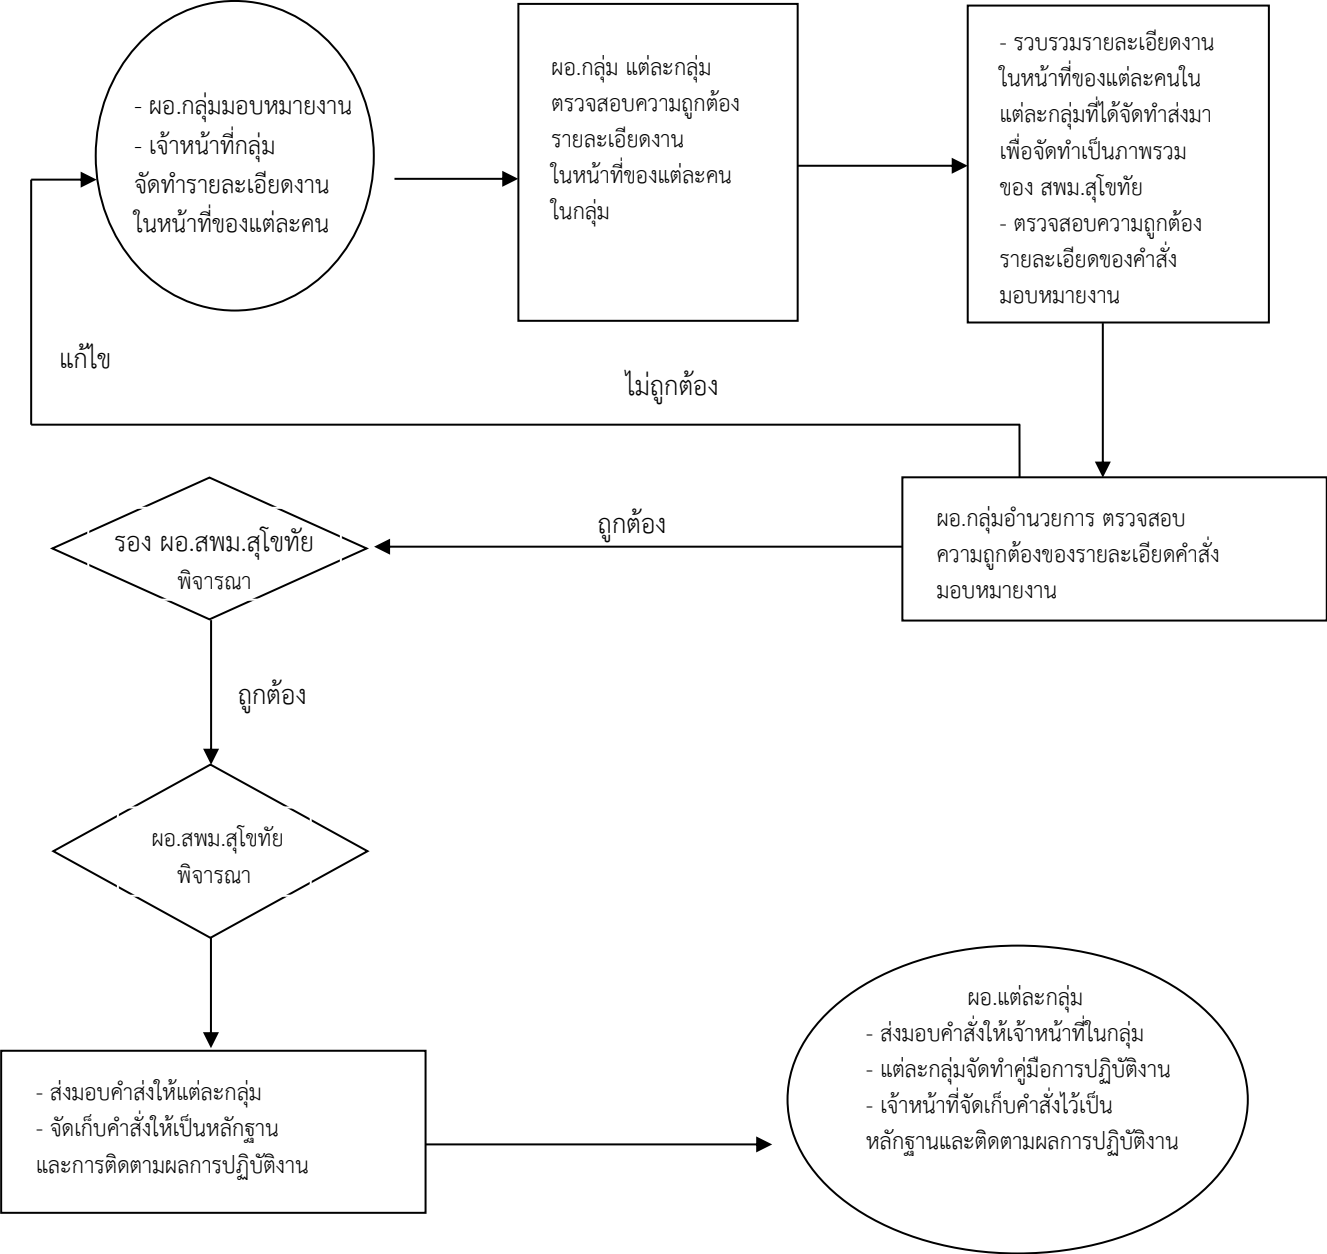 - ผอ.กลุ่มมอบหมายงาน
- เจ้าหน้าที่กลุ่ม
จัดทำรายละเอียดงาน
ในหน้าที่ของแต่ละคน
ผอ.กลุ่ม แต่ละกลุ่ม
ตรวจสอบความถูกต้อง
รายละเอียดงาน
ในหน้าที่ของแต่ละคน
ในกลุ่ม
- รวบรวมรายละเอียดงาน
ในหน้าที่ของแต่ละคนใน
แต่ละกลุ่มที่ได้จัดทำส่งมา
เพื่อจัดทำเป็นภาพรวม
ของ สพม.สุโขทัย
- ตรวจสอบความถูกต้อง
รายละเอียดของคำสั่ง
มอบหมายงาน
แก้ไข
ไม่ถูกต้อง
ผอ.กลุ่มอำนวยการ ตรวจสอบ
ความถูกต้องของรายละเอียดคำสั่ง
มอบหมายงาน
ถูกต้อง
รอง ผอ.สพม.สุโขทัย
พิจารณา
ถูกต้อง
ผอ.สพม.สุโขทัย
พิจารณา
- ส่งมอบคำส่งให้แต่ละกลุ่ม
- จัดเก็บคำสั่งให้เป็นหลักฐาน
และการติดตามผลการปฏิบัติงาน
ผอ.แต่ละกลุ่ม
- ส่งมอบคำสั่งให้เจ้าหน้าที่ในกลุ่ม
- แต่ละกลุ่มจัดทำคู่มือการปฏิบัติงาน
- เจ้าหน้าที่จัดเก็บคำสั่งไว้เป็น
หลักฐานและติดตามผลการปฏิบัติงาน